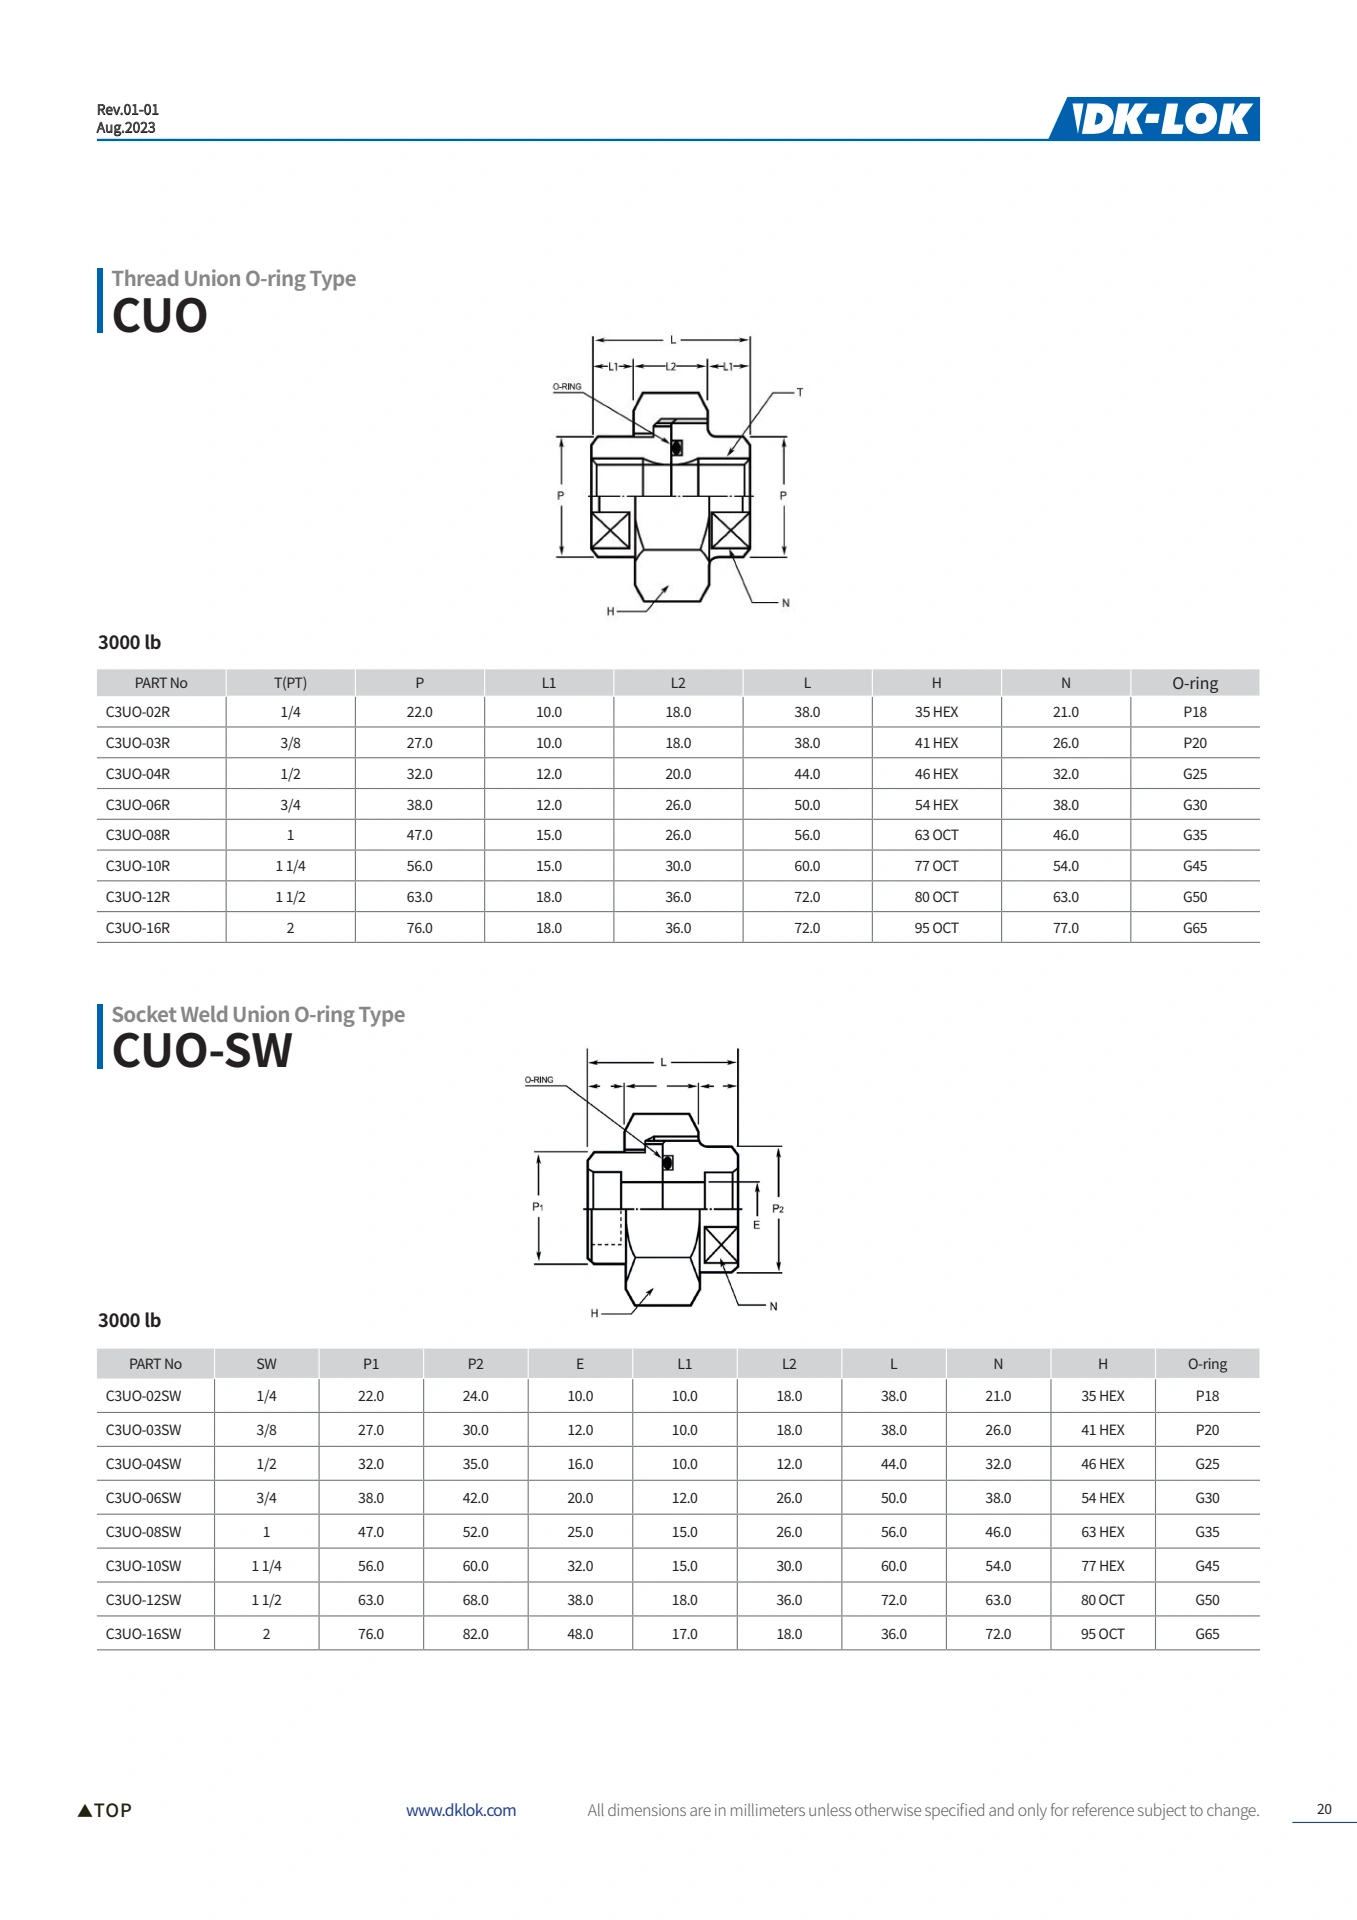 Rev.01-01
Aug.2023
DK-LOK
Thread Union O-ring Type
CUO
L
L1 L2 L1
O-RING
T
P P
N
H
3000 lb
PART No T(PT) P L1 L2 L H N O-ring
C3UO-02R 1/4 22.0 10.0 18.0 38.0 35 HEX 21.0 P18
C3UO-03R 3/8 27.0 10.0 18.0 38.0 41 HEX 26.0 P20
C3UO-04R 1/2 32.0 12.0 20.0 44.0 46 HEX 32.0 G25
C3UO-06R 3/4 38.0 12.0 26.0 50.0 54 HEX 38.0 G30
C3UO-08R 1 47.0 15.0 26.0 56.0 63 OCT 46.0 G35
C3UO-10R 1 1/4 56.0 15.0 30.0 60.0 77 OCT 54.0 G45
C3UO-12R 1 1/2 63.0 18.0 36.0 72.0 80 OCT 63.0 G50
C3UO-16R 2 76.0 18.0 36.0 72.0 95 OCT 77.0 G65
Socket Weld Union O-ring Type
CUO-SW
L
O-RING
P1 P2
E
N
H
3000 lb
PART No SW P1 P2 E L1 L2 L N H O-ring
C3UO-02SW 1/4 22.0 24.0 10.0 10.0 18.0 38.0 21.0 35 HEX P18
C3UO-03SW 3/8 27.0 30.0 12.0 10.0 18.0 38.0 26.0 41 HEX P20
C3UO-04SW 1/2 32.0 35.0 16.0 10.0 12.0 44.0 32.0 46 HEX G25
C3UO-06SW 3/4 38.0 42.0 20.0 12.0 26.0 50.0 38.0 54 HEX G30
C3UO-08SW 1 47.0 52.0 25.0 15.0 26.0 56.0 46.0 63 HEX G35
C3UO-10SW 1 1/4 56.0 60.0 32.0 15.0 30.0 60.0 54.0 77 HEX G45
C3UO-12SW 1 1/2 63.0 68.0 38.0 18.0 36.0 72.0 63.0 80 OCT G50
C3UO-16SW 2 76.0 82.0 48.0 17.0 18.0 36.0 72.0 95 OCT G65
▲TOP www.dklok.com All dimensions are in millimeters unless otherwise specified and only for reference subject to change. 20